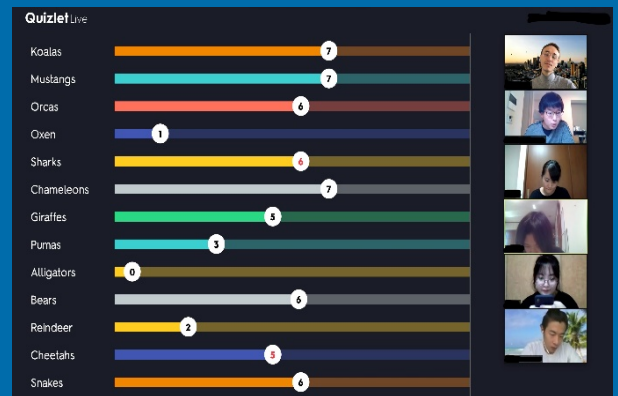 Quizlet Live
Koalas 7
Mustangs 7
Orcas 6
Oxen 1
Sharks 6
Chameleons 7
Giraffes 5
Pumas 3
Alligators 0
Bears 6
Reindeer 2
Cheetahs 5
Snakes 6